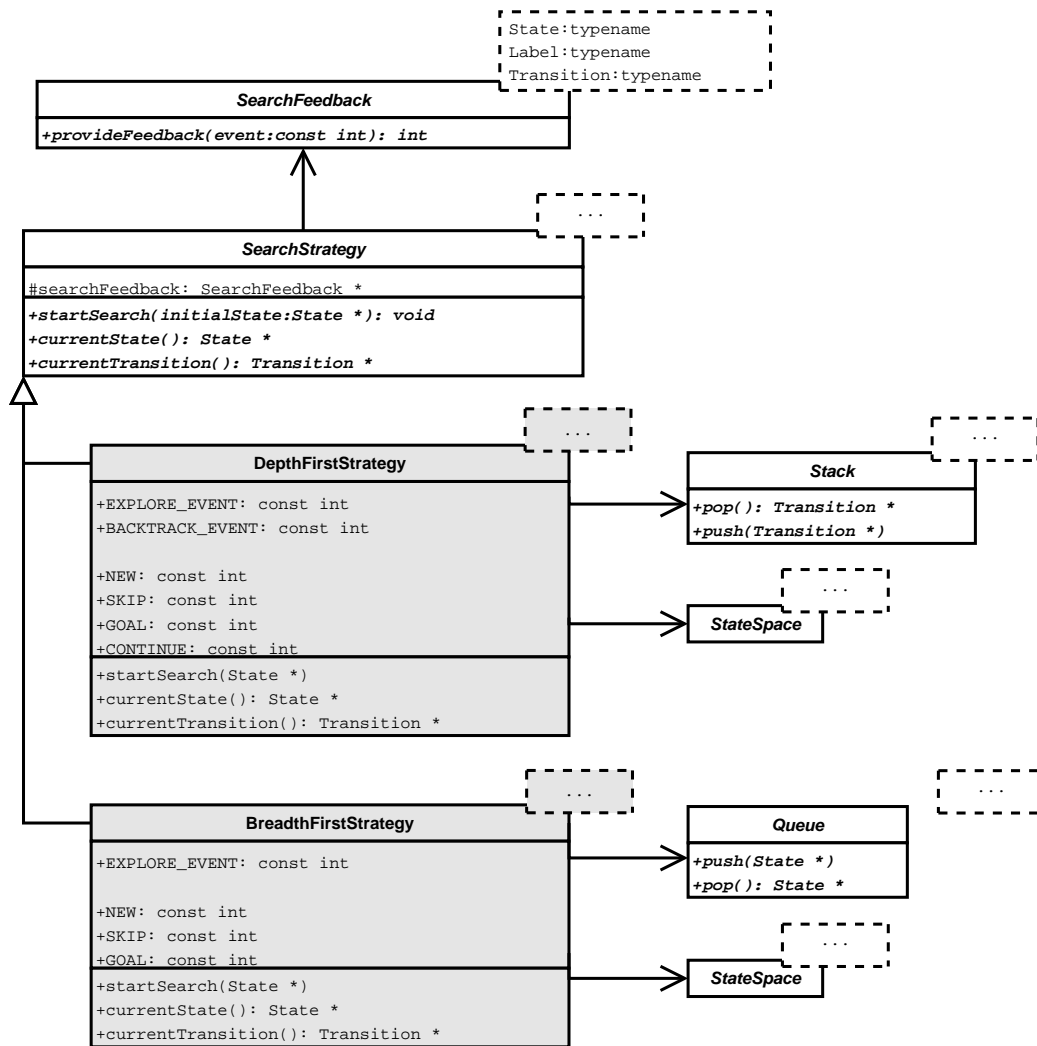 State:typename
Label:typename
Transition:typename
SearchFeedback
+provideFeedback(event:const int): int
...
SearchStrategy
#searchFeedback: SearchFeedback *
+startSearch(initialState:State *): void
+currentState(): State *
+currentTransition(): Transition *
...
DepthFirstStrategy
+EXPLORE_EVENT: const int
+BACKTRACK_EVENT: const int
+NEW: const int
+SKIP: const int
+GOAL: const int
+CONTINUE: const int
+startSearch(State *)
+currentState(): State *
+currentTransition(): Transition *
...
Stack
+pop(): Transition *
+push(Transition *)
...
StateSpace
...
BreadthFirstStrategy
+EXPLORE_EVENT: const int
+NEW: const int
+SKIP: const int
+GOAL: const int
+startSearch(State *)
+currentState(): State *
+currentTransition(): Transition *
...
Queue
+push(State *)
+pop(): State *
...
StateSpace